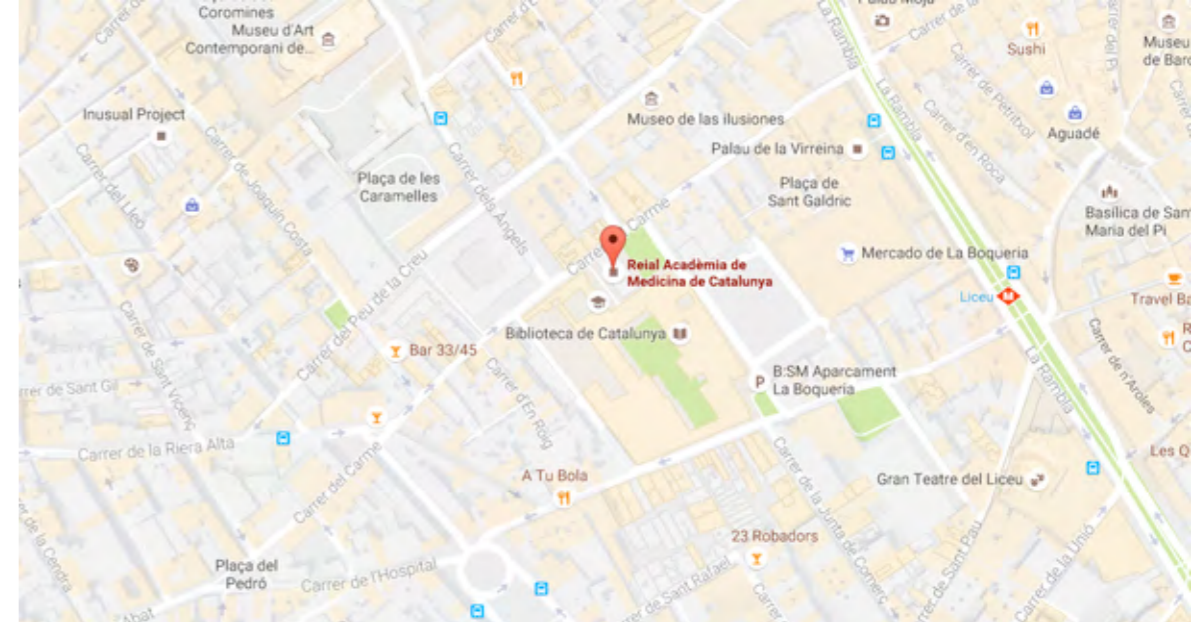 Coromines
Museu d'Art
Contemporani de...
Carrer de la
La Rambla
Sushi
Museu
Inusual Project
Museo de las ilusiones
La Rambla
Carrer de Petritxol
Aguadé
Carrer d'en Roca
Palau de la Virreina
Plaça de les
Caramelles
Carrer dels Àngels
Plaça de
Sant Galdric
Carrer del Lleó
Carrer de Joaquín Costa
Basílica de
Maria del Pi
Carme
Mercado de La Boqueria
Reial Acadèmia de
Medicina de Catalunya
Liceu
Travel
Carrer del Peu de la Creu
Biblioteca de Catalunya
Bar 33/45
Carrer de Sant Vicenç
de Sant Gil
Carrer d'En Roig
P
B:SM Aparcament
La Boqueria
La Rambla
Carrer de n'Aroles
Carrer de la Riera Alta
Carrer del Carme
A Tu Bola
Gran Teatre del Liceu
Les
23 Robadors
Carrer de la Junta de Comerç
Carrer de Sant Pau
Carrer de la Unió
Plaça del
Pedró
Carrer de l'Hospital
de Sant Rafael
Carrer
de la Cendra